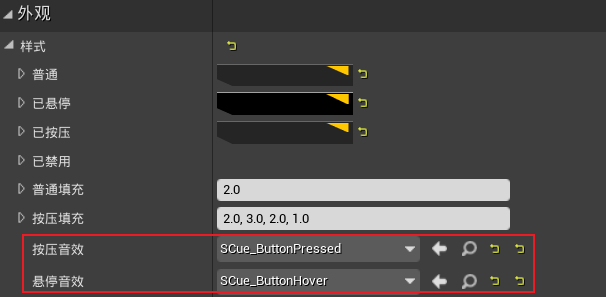 外观
样式
普通
已悬停
已按压
已禁用
普通填充 2.0
按压填充 2.0, 3.0, 2.0, 1.0
按压音效 SCue_ButtonPressed
悬停音效 SCue_ButtonHover